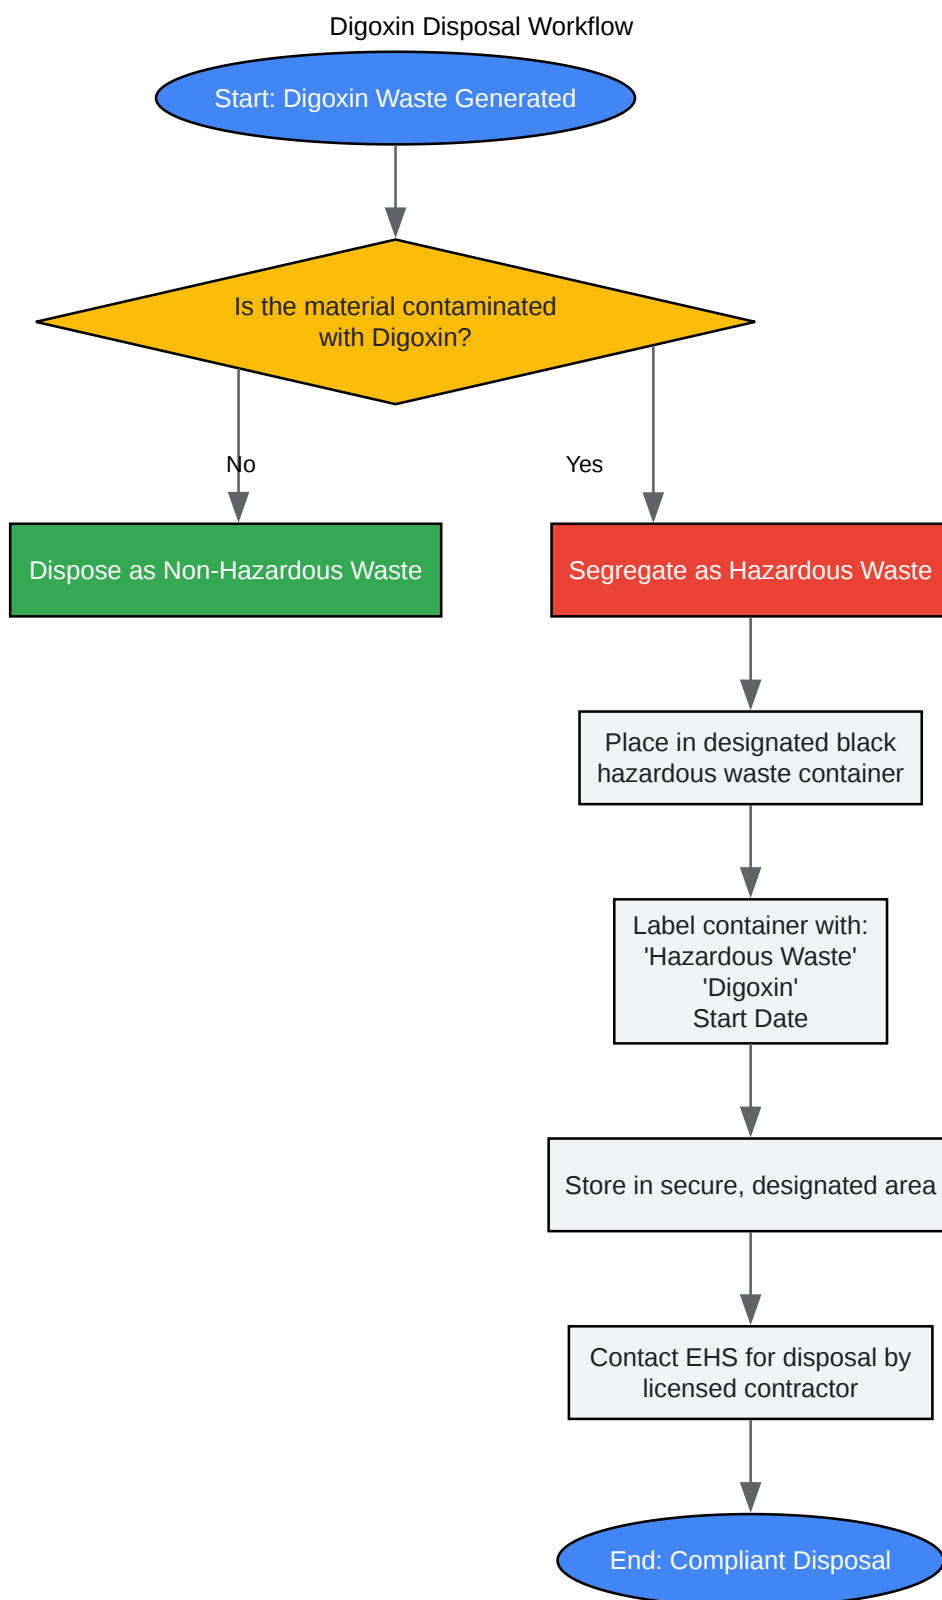 Digoxin Disposal Workflow
Start: Digoxin Waste Generated
Is the material contaminated
with Digoxin?
No
Yes
Dispose as Non-Hazardous Waste
Segregate as Hazardous Waste
Place in designated black
hazardous waste container
Label container with:
'Hazardous Waste'
'Digoxin'
Start Date
Store in secure, designated area
Contact EHS for disposal by
licensed contractor
End: Compliant Disposal